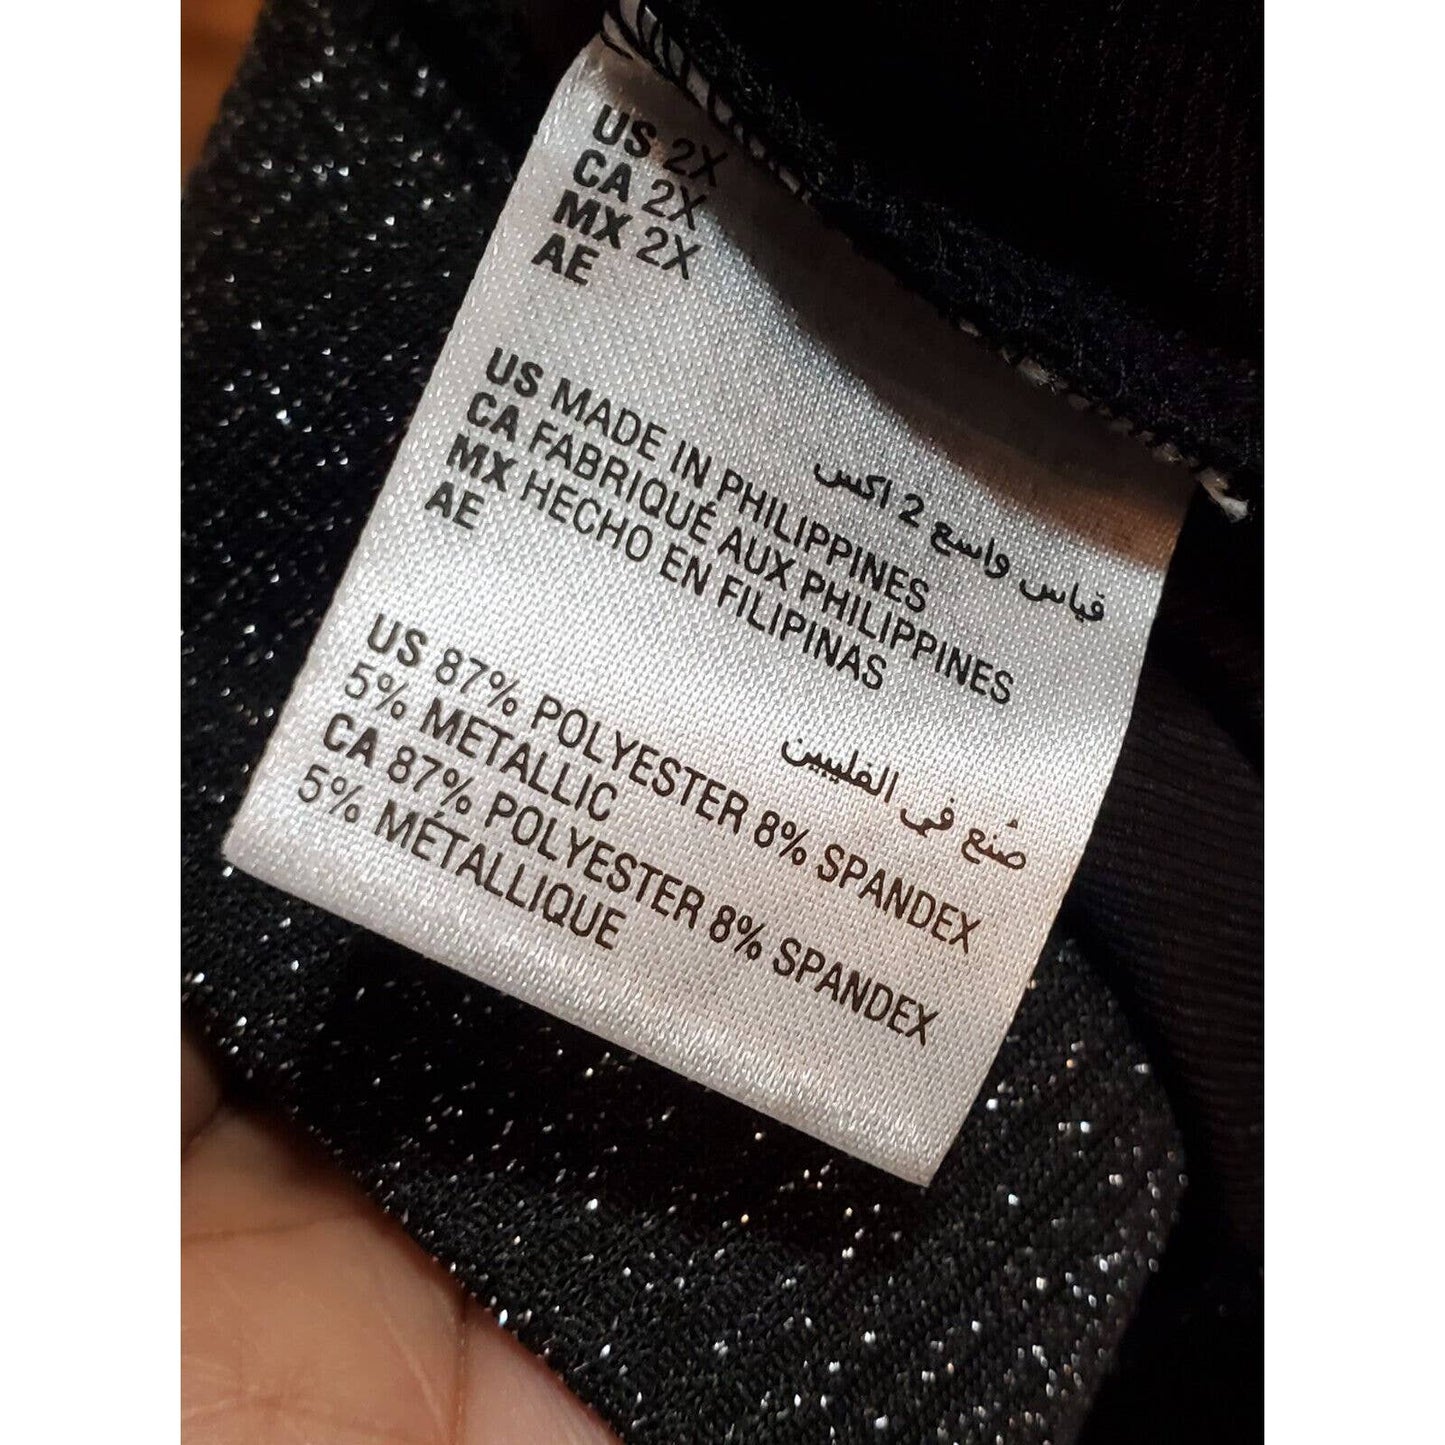 US 2X
CA 2X
MX 2X
AE
قياس واسع 2 اكس
US MADE IN PHILIPPINES
CA FABRIQUÉ AUX PHILIPPINES
MX HECHO EN FILIPINAS
AE
صُنع في الفليبين
US 87% POLYESTER 8% SPANDEX
5% METALLIC
CA 87% POLYESTER 8% SPANDEX
5% MÉTALLIQUE